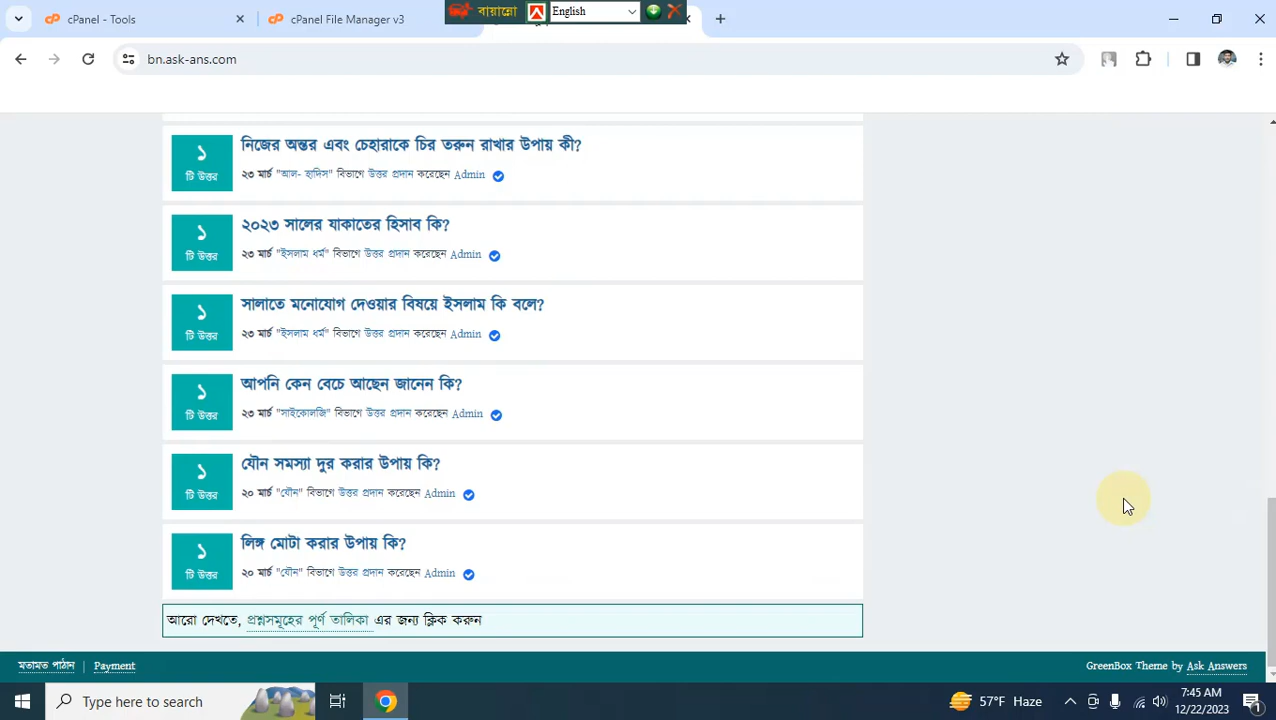 cPanel - Tools
cPanel File Manager v3
বায়ান্নো
English
bn.ask-ans.com
১
টি উত্তর
নিজের অন্তর এবং চেহারাকে চির তরুন রাখার উপায় কী?
২৩ মার্চ "আল- হাদিস" বিভাগে উত্তর প্রদান করেছেন Admin
১
টি উত্তর
২০২৩ সালের যাকাতের হিসাব কি?
২৩ মার্চ "ইসলাম ধর্ম" বিভাগে উত্তর প্রদান করেছেন Admin
১
টি উত্তর
সালাতে মনোযোগ দেওয়ার বিষয়ে ইসলাম কি বলে?
২৩ মার্চ "ইসলাম ধর্ম" বিভাগে উত্তর প্রদান করেছেন Admin
১
টি উত্তর
আপনি কেন বেচে আছেন জানেন কি?
২৩ মার্চ "সাইকোলজি" বিভাগে উত্তর প্রদান করেছেন Admin
১
টি উত্তর
যৌন সমস্যা দুর করার উপায় কি?
২০ মার্চ "যৌন" বিভাগে উত্তর প্রদান করেছেন Admin
১
টি উত্তর
লিঙ্গ মোটা করার উপায় কি?
২০ মার্চ "যৌন" বিভাগে উত্তর প্রদান করেছেন Admin
আরো দেখতে, প্রশ্নসমূহের পূর্ণ তালিকা এর জন্য ক্লিক করুন
মতামত পাঠান | Payment
GreenBox Theme by Ask Answers
Type here to search
57°F Haze
7:45 AM
12/22/2023
1